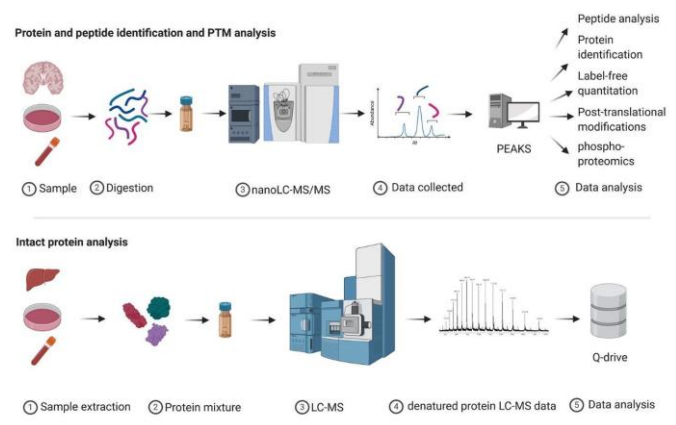 Protein and peptide identification and PTM analysis
Peptide analysis
Protein
identification
Label-free
quantitation
Post-translational
modifications
phospho-
proteomics
Abundance
PEAKS
1 Sample
2 Digestion
3 nanoLC-MS/MS
4 Data collected
5 Data analysis
Intact protein analysis
Q-drive
1 Sample extraction
2 Protein mixture
3 LC-MS
4 denatured protein LC-MS data
5 Data analysis